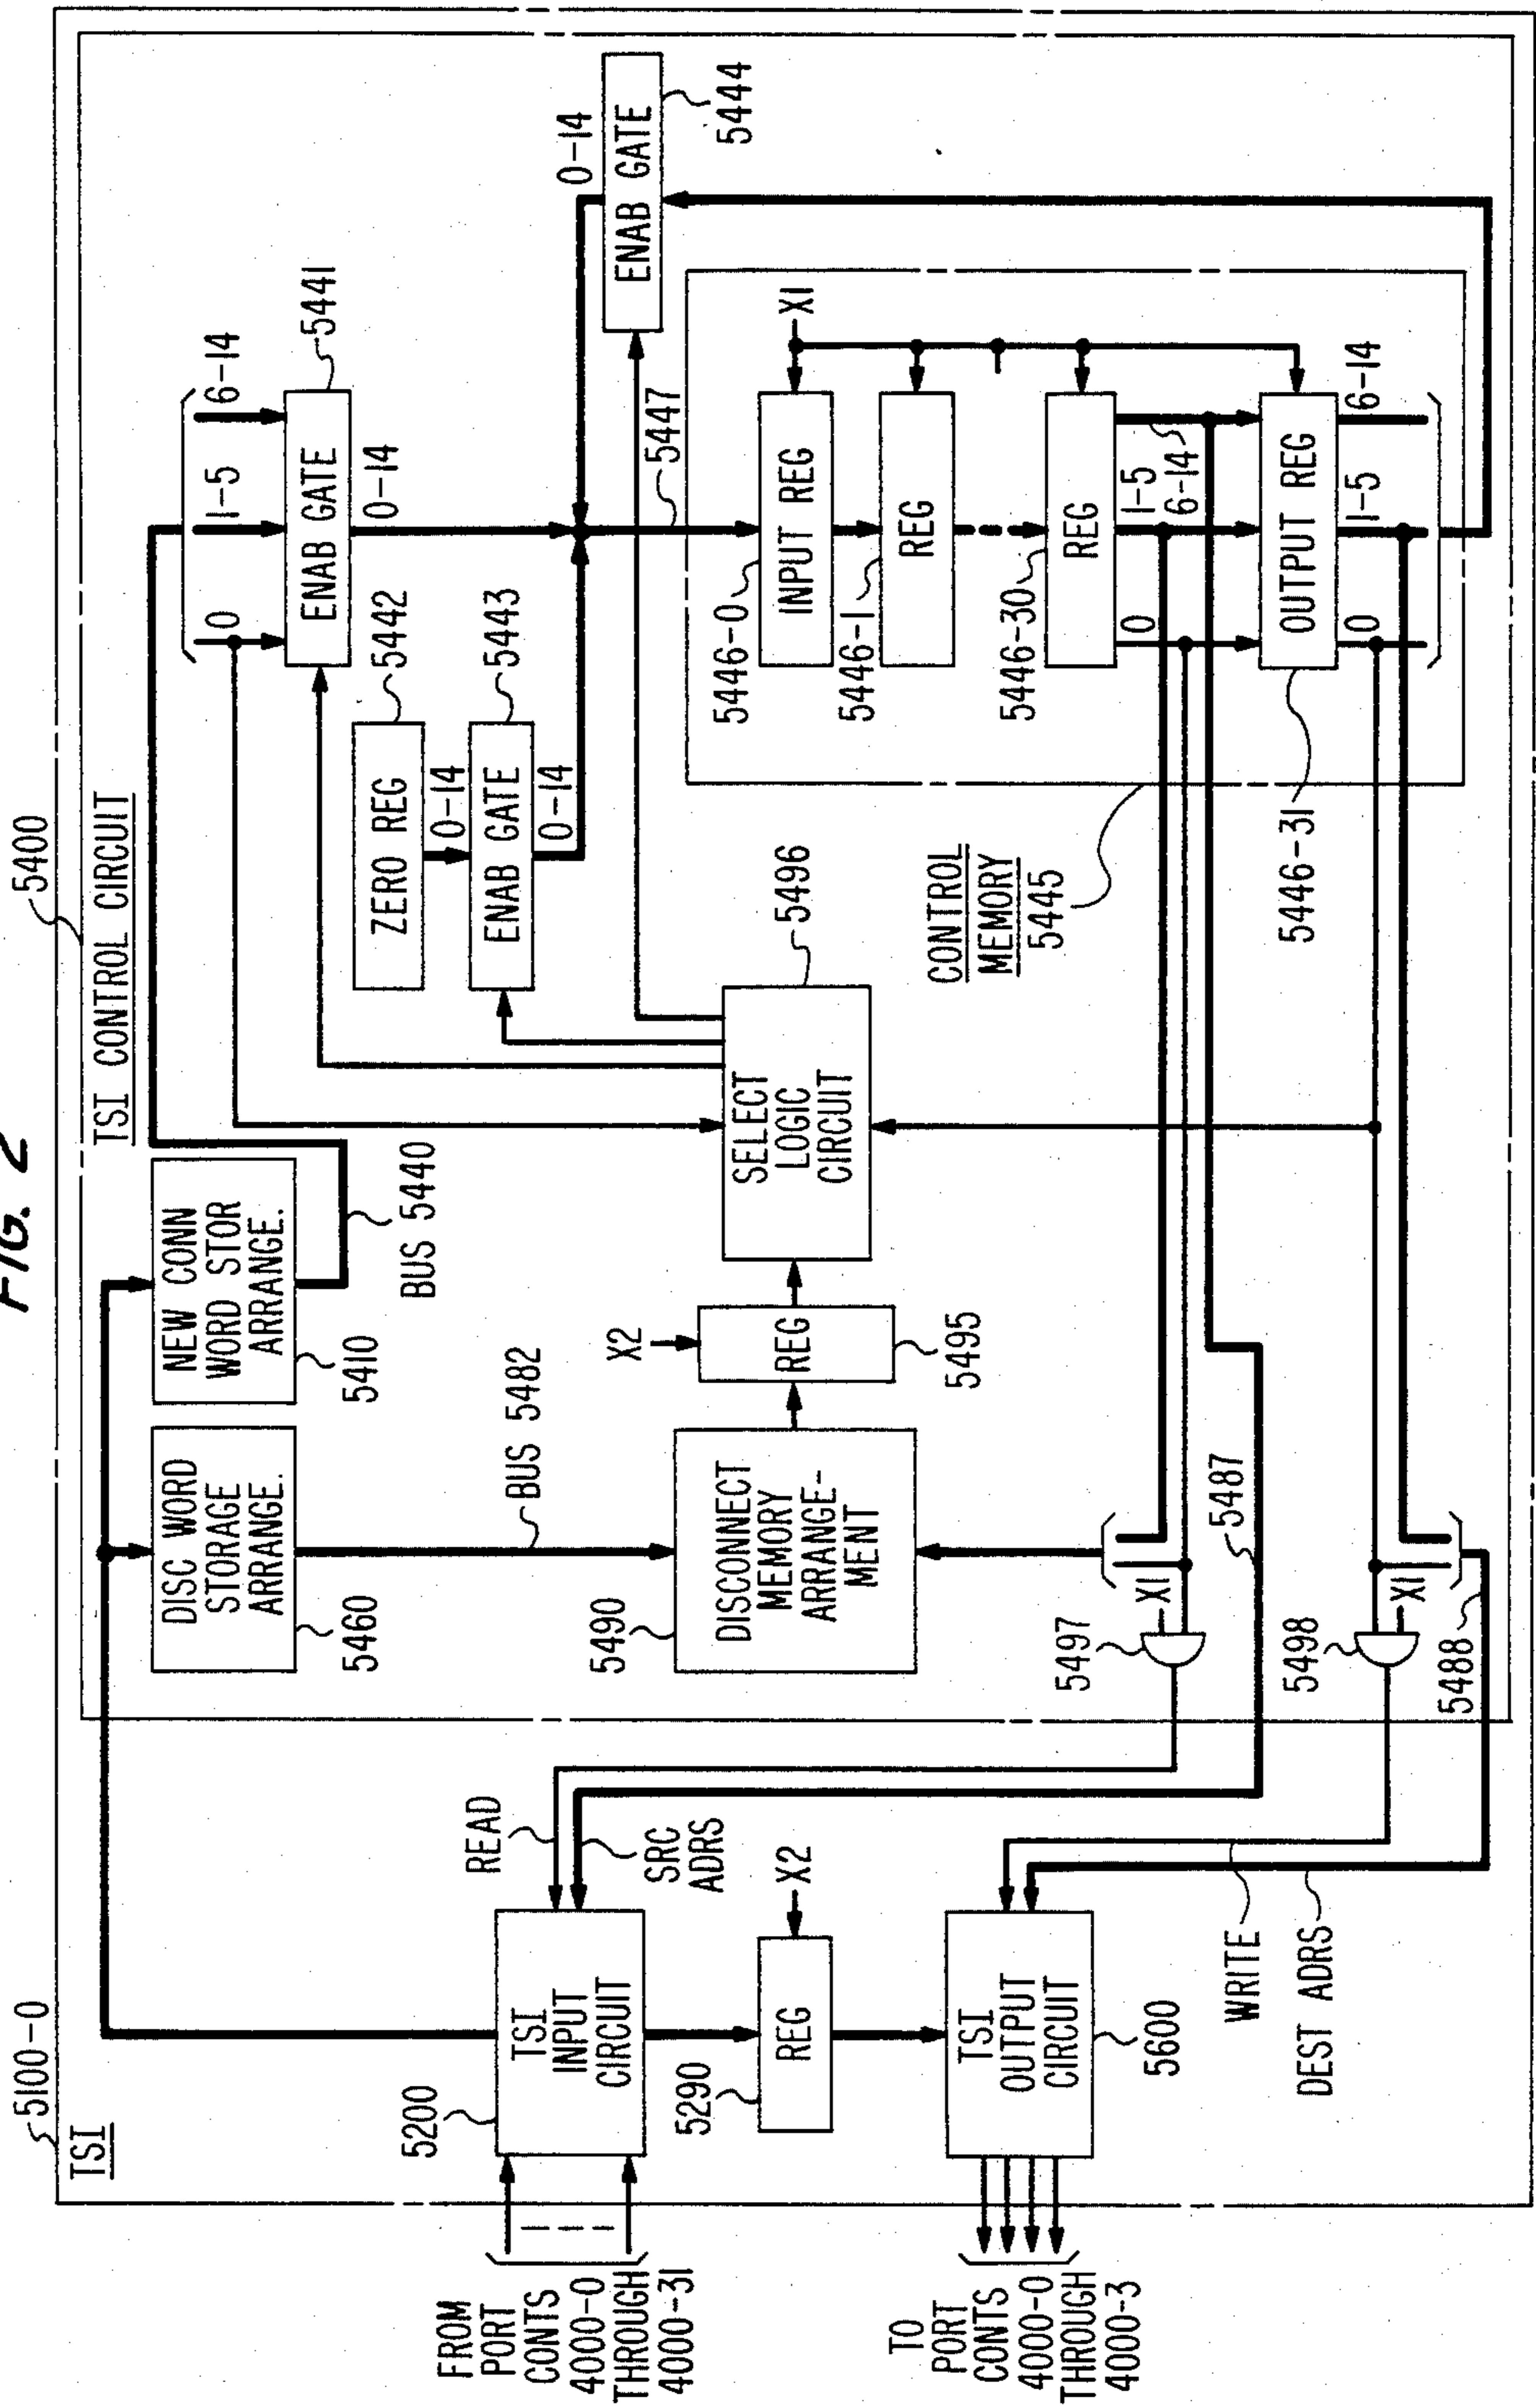 FIG. 2
5100-0
TSI
5400
TSI CONTROL CIRCUIT
FROM
PORT
CONTS
4000-0
THROUGH
4000-31
5200
TSI
INPUT
CIRCUIT
READ
SRC
ADRS
5290
REG
X2
TO
PORT
CONTS
4000-0
THROUGH
4000-3
TSI
OUTPUT
CIRCUIT
5600
WRITE
DEST ADRS
DISC WORD
STORAGE
ARRANGE.
5460
NEW CONN
WORD STOR
ARRANGE.
5410
BUS 5440
BUS 5482
5490
DISCONNECT
MEMORY
ARRANGE-
MENT
X2
REG
5495
SELECT
LOGIC
CIRCUIT
5496
5497
X1
5487
5498
X1
5488
0
1-5
6-14
ENAB GATE
5441
0-14
ZERO REG
5442
0-14
ENAB GATE
5443
0-14
0-14
ENAB GATE
5444
5447
CONTROL
MEMORY
5445
X1
5446-0
INPUT REG
5446-1
REG
5446-30
REG
0
1-5
6-14
OUTPUT REG
5446-31
0
1-5
6-14